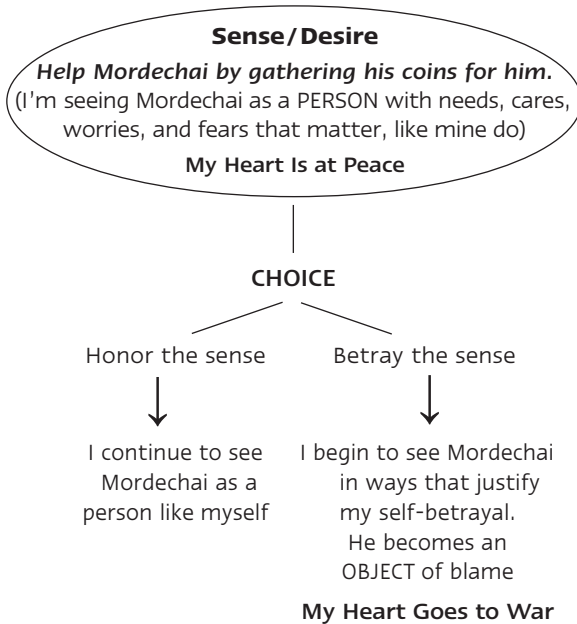 Sense/Desire
Help Mordechai by gathering his coins for him.
(I'm seeing Mordechai as a PERSON with needs, cares,
worries, and fears that matter, like mine do)
My Heart Is at Peace
CHOICE
Honor the sense
Betray the sense
I continue to see
Mordechai as a
person like myself
I begin to see Mordechai
in ways that justify
my self-betrayal.
He becomes an
OBJECT of blame
My Heart Goes to War